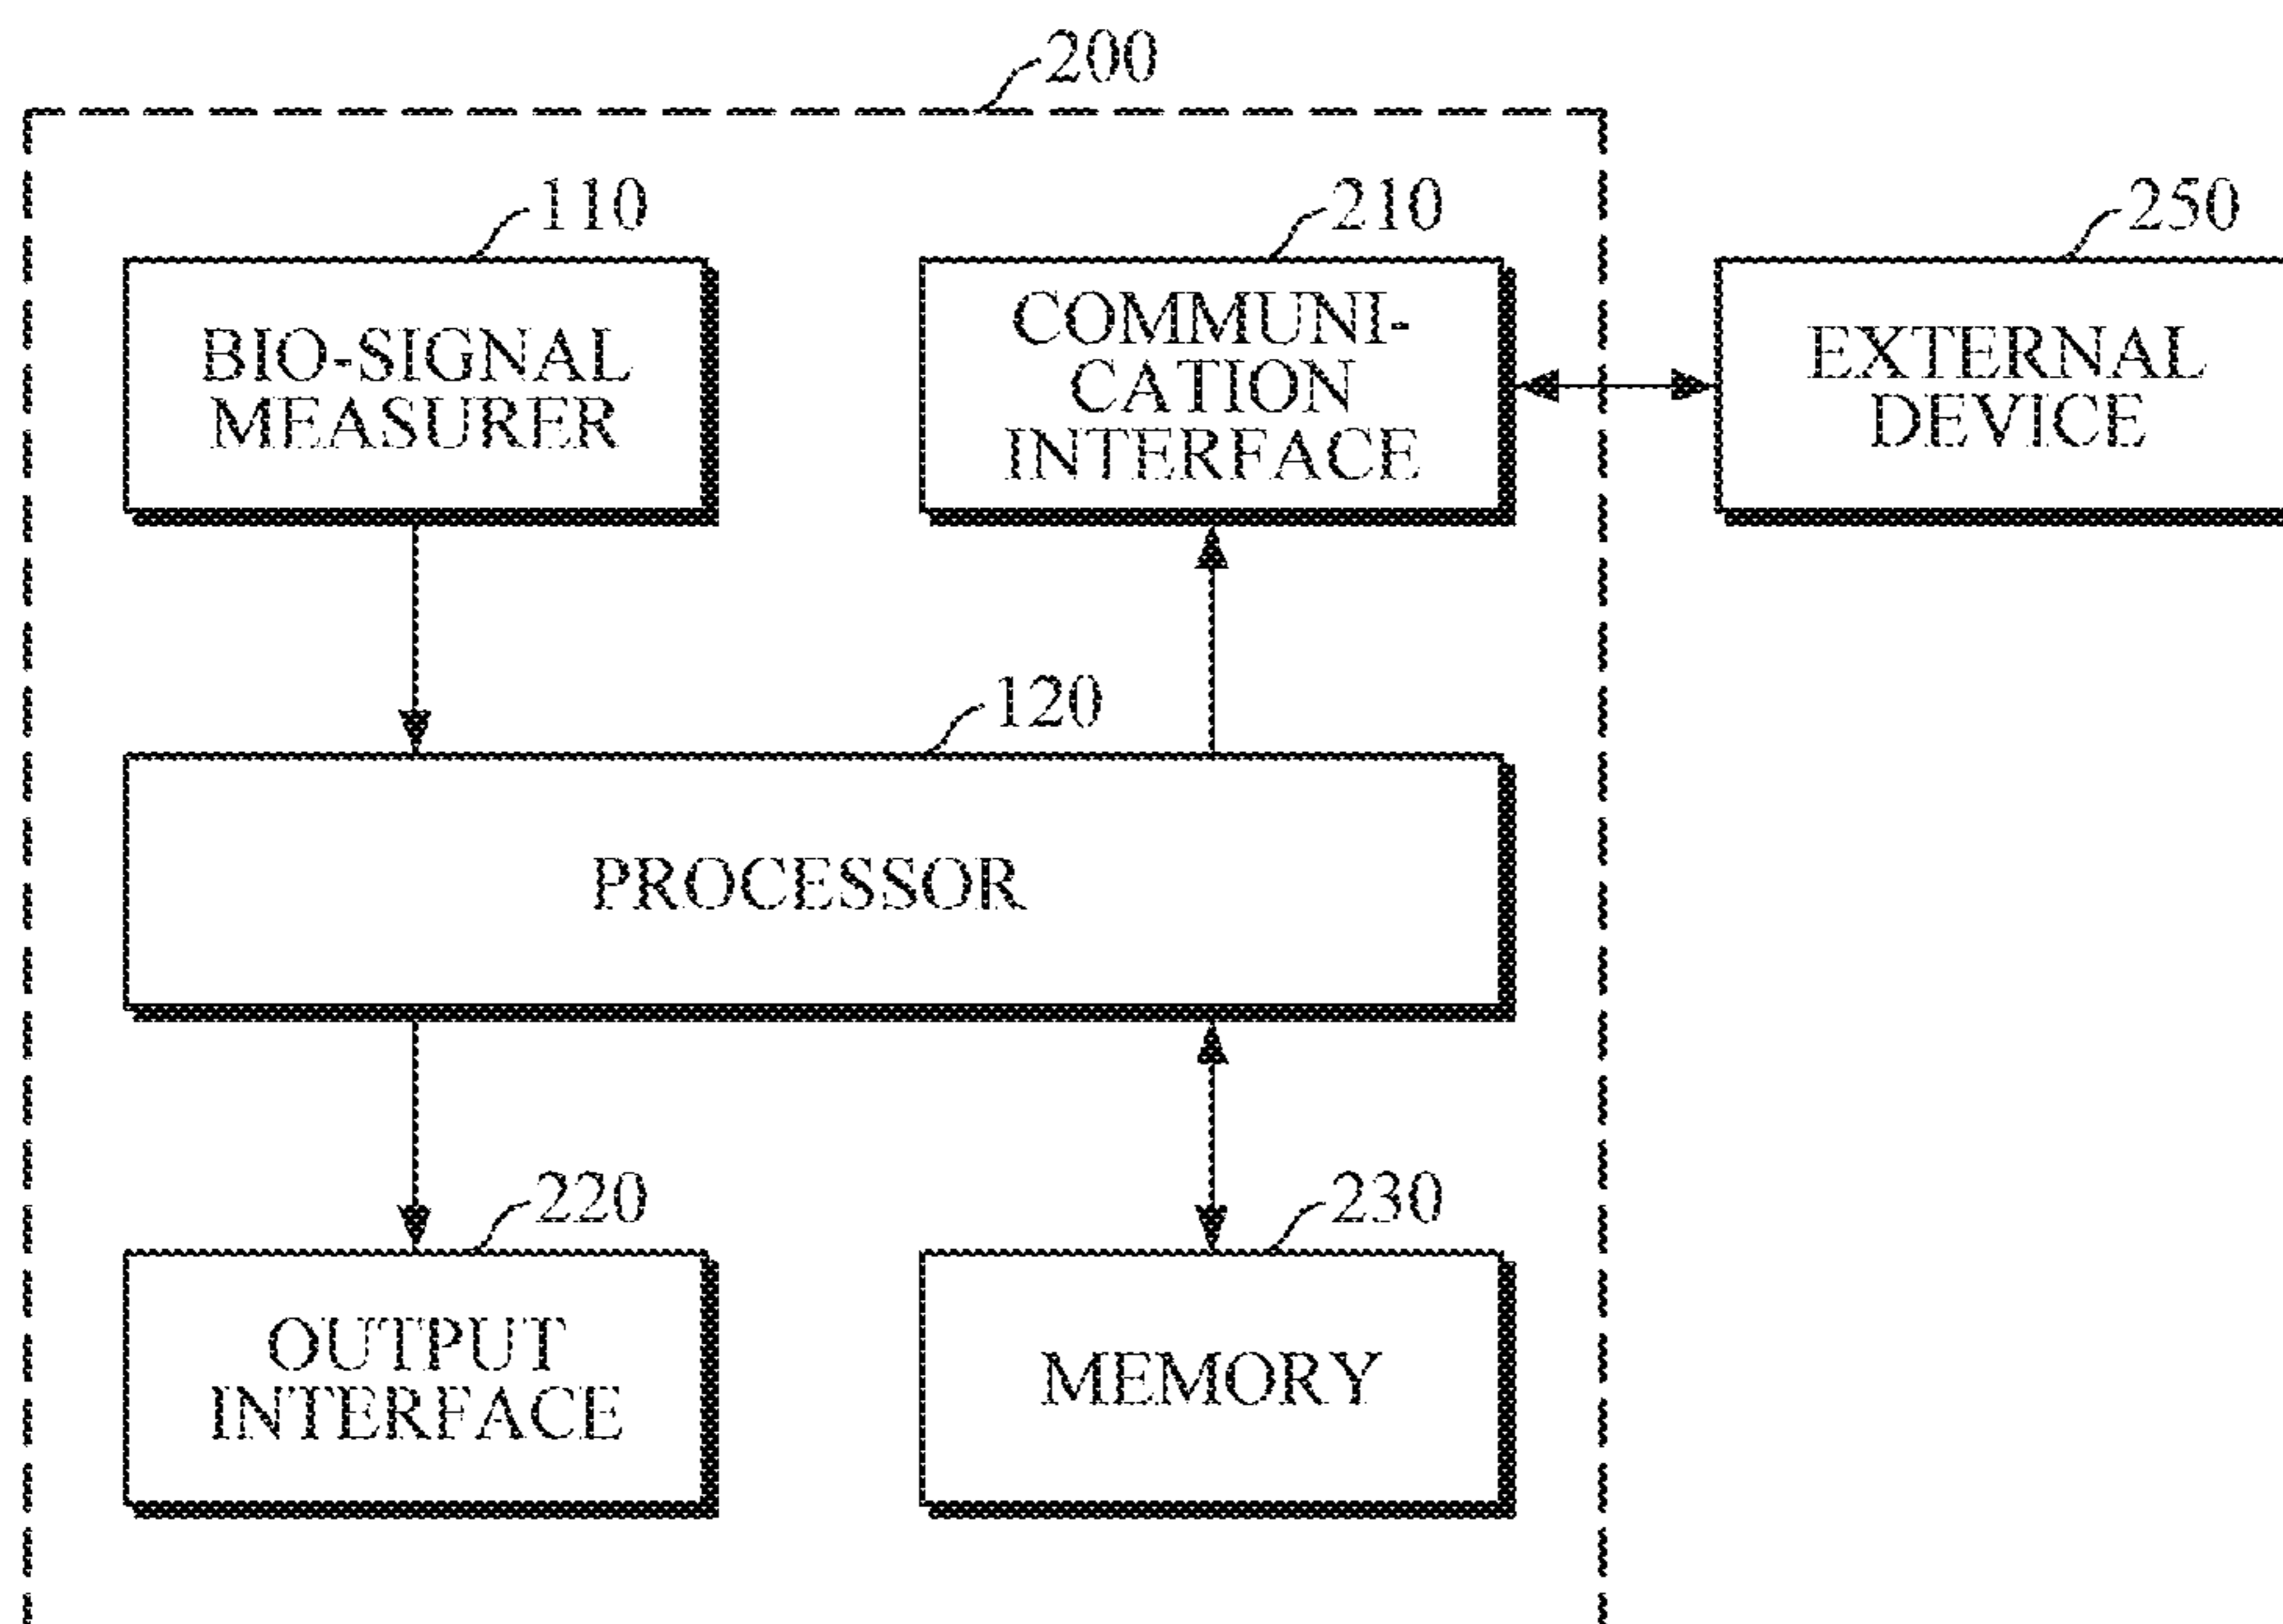 200
110
210
250
BIO-SIGNAL
MEASURER
COMMUNI-
CATION
INTERFACE
EXTERNAL
DEVICE
120
PROCESSOR
220
230
OUTPUT
INTERFACE
MEMORY